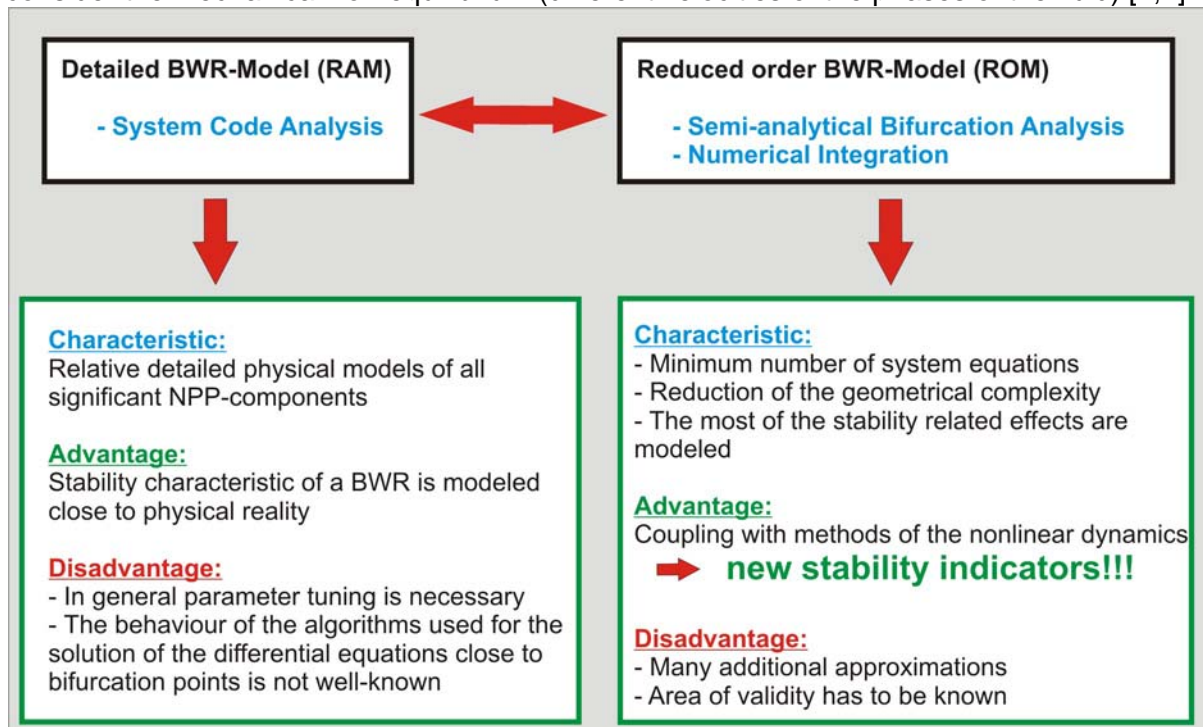 Detailed BWR-Model (RAM)
- System Code Analysis
Reduced order BWR-Model (ROM)
- Semi-analytical Bifurcation Analysis
- Numerical Integration
Characteristic:
Relative detailed physical models of all
significant NPP-components
Advantage:
Stability characteristic of a BWR is modeled
close to physical reality
Disadvantage:
- In general parameter tuning is necessary
- The behaviour of the algorithms used for the
solution of the differential equations close to
bifurcation points is not well-known
Characteristic:
- Minimum number of system equations
- Reduction of the geometrical complexity
- The most of the stability related effects are
modeled
Advantage:
Coupling with methods of the nonlinear dynamics
new stability indicators!!!
Disadvantage:
- Many additional approximations
- Area of validity has to be known